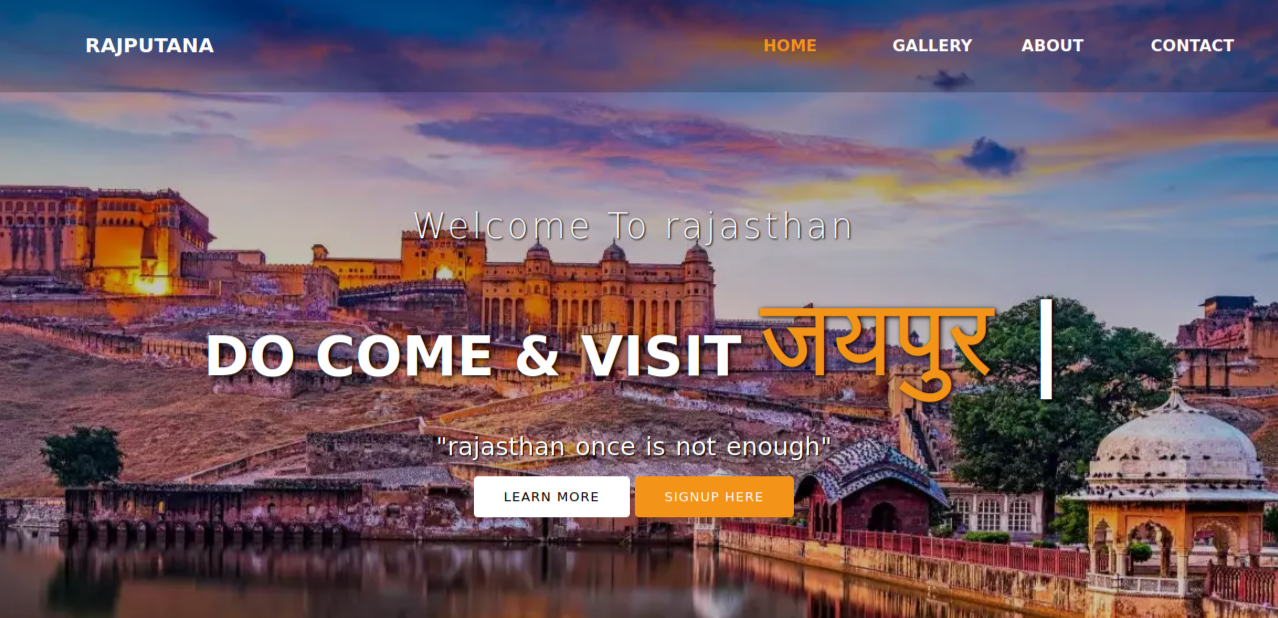 RAJPUTANA HOME GALLERY ABOUT CONTACT
Welcome To rajasthan
DO COME & VISIT जयपुर |
"rajasthan once is not enough"
LEARN MORE SIGNUP HERE